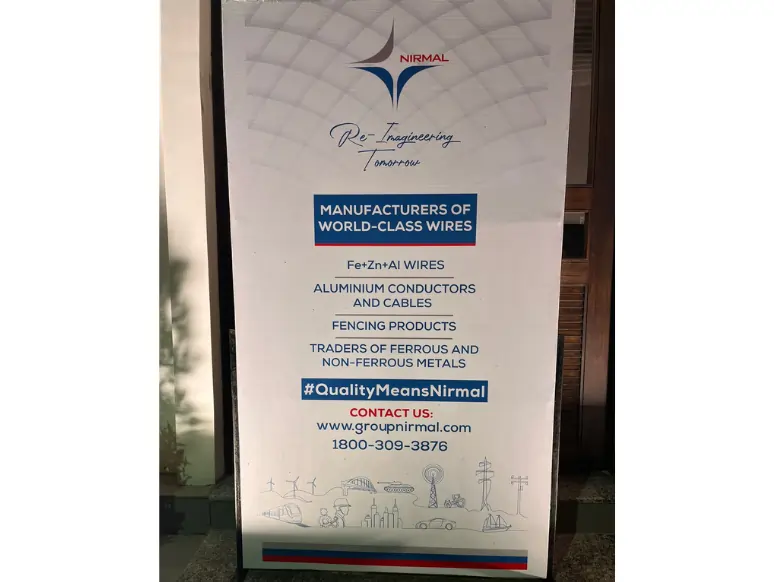 NIRMAL
Re-Imagineering
Tomorrow
MANUFACTURERS OF
WORLD-CLASS WIRES
Fe+Zn+Al WIRES
ALUMINIUM CONDUCTORS
AND CABLES
FENCING PRODUCTS
TRADERS OF FERROUS AND
NON-FERROUS METALS
#QualityMeansNirmal
CONTACT US:
www.groupnirmal.com
1800-309-3876